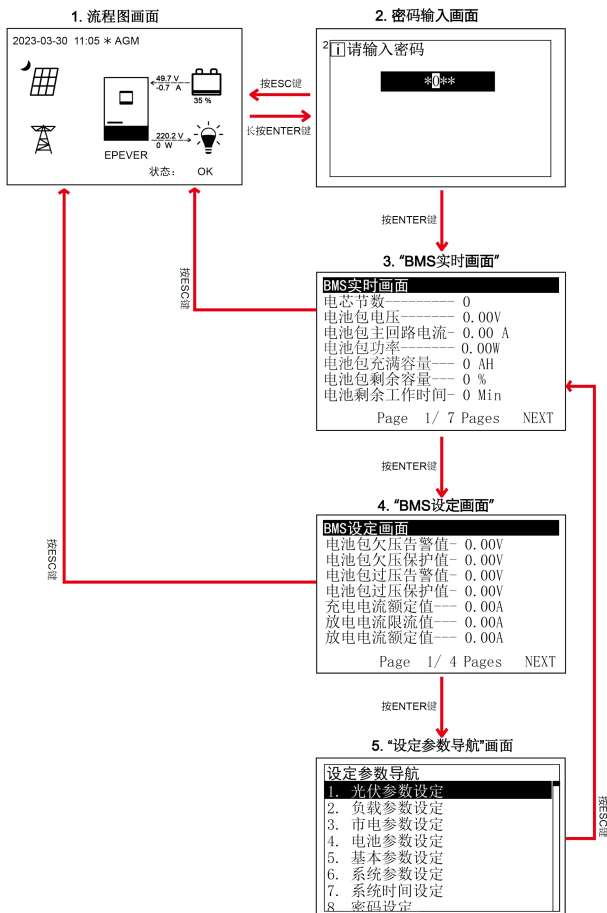 1. 流程图画面
2023-03-30 11:05 * AGM
49.7 V
-0.7 A
35 %
220.2 V
0 W
EPEVER
状态: OK
按ESC键
长按ENTER键
2. 密码输入画面
2 i 请输入密码
*0**
按ENTER键
按ESC键
3. “BMS实时画面”
BMS实时画面
电芯节数--------- 0
电池包电压------- 0.00V
电池包主回路电流- 0.00 A
电池包功率------- 0.00W
电池包充满容量--- 0 AH
电池包剩余容量--- 0 %
电池剩余工作时间- 0 Min
Page 1/ 7 Pages NEXT
按ENTER键
按ESC键
4. “BMS设定画面”
BMS设定画面
电池包欠压告警值- 0.00V
电池包欠压保护值- 0.00V
电池包过压告警值- 0.00V
电池包过压保护值- 0.00V
充电电流额定值--- 0.00A
放电电流限流值--- 0.00A
放电电流额定值--- 0.00A
Page 1/ 4 Pages NEXT
按ENTER键
5. “设定参数导航”画面
设定参数导航
1. 光伏参数设定
2. 负载参数设定
3. 市电参数设定
4. 电池参数设定
5. 基本参数设定
6. 系统参数设定
7. 系统时间设定
8. 密码设定
按ESC键